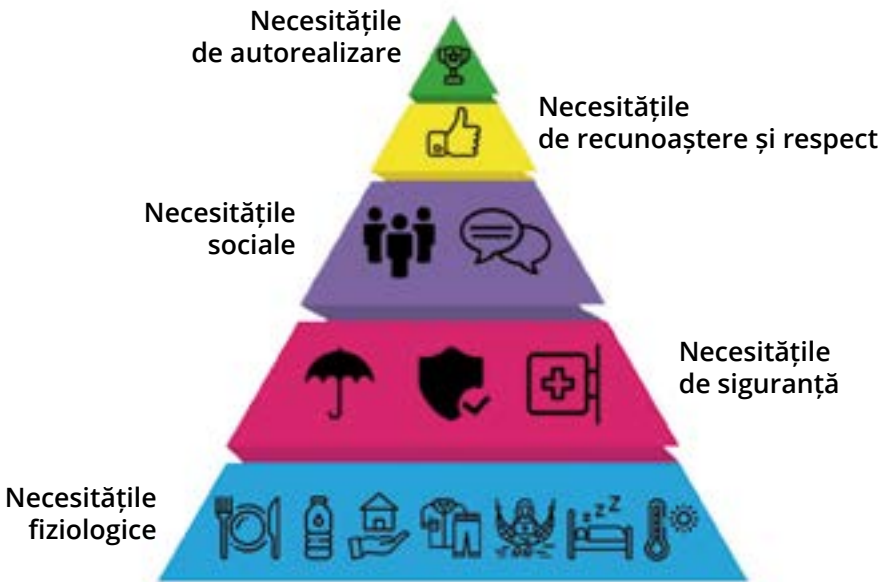 Necesitățile
de autorealizare
Necesitățile
de recunoaștere și respect
Necesitățile
sociale
Necesitățile
de siguranță
Necesitățile
fiziologice